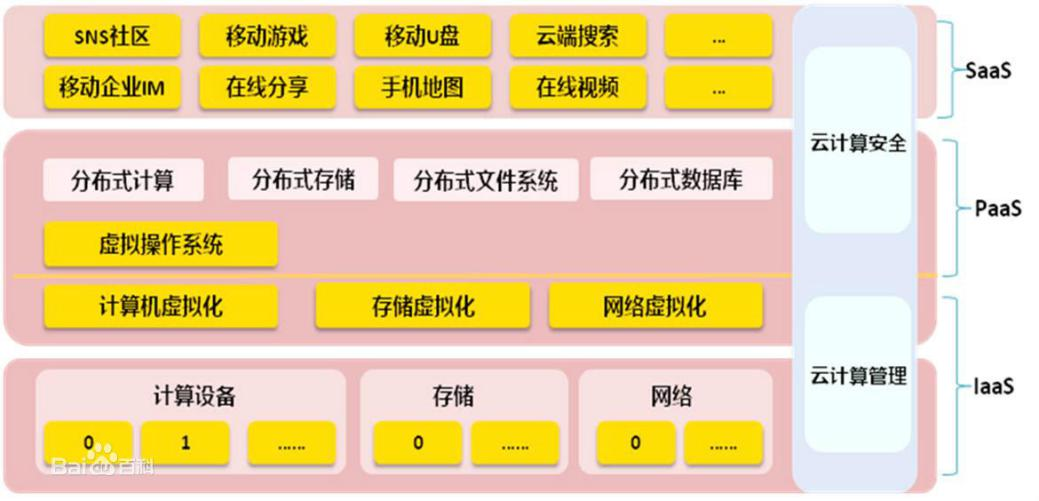 SNS社区 移动游戏 移动U盘 云端搜索 ...
移动企业IM 在线分享 手机地图 在线视频 ...
SaaS
云计算安全
分布式计算 分布式存储 分布式文件系统 分布式数据库
PaaS
虚拟操作系统
计算机虚拟化 存储虚拟化 网络虚拟化
云计算管理
IaaS
计算设备 存储 网络
0 1 ...... 0 ...... 0 ......
Bai du 百科